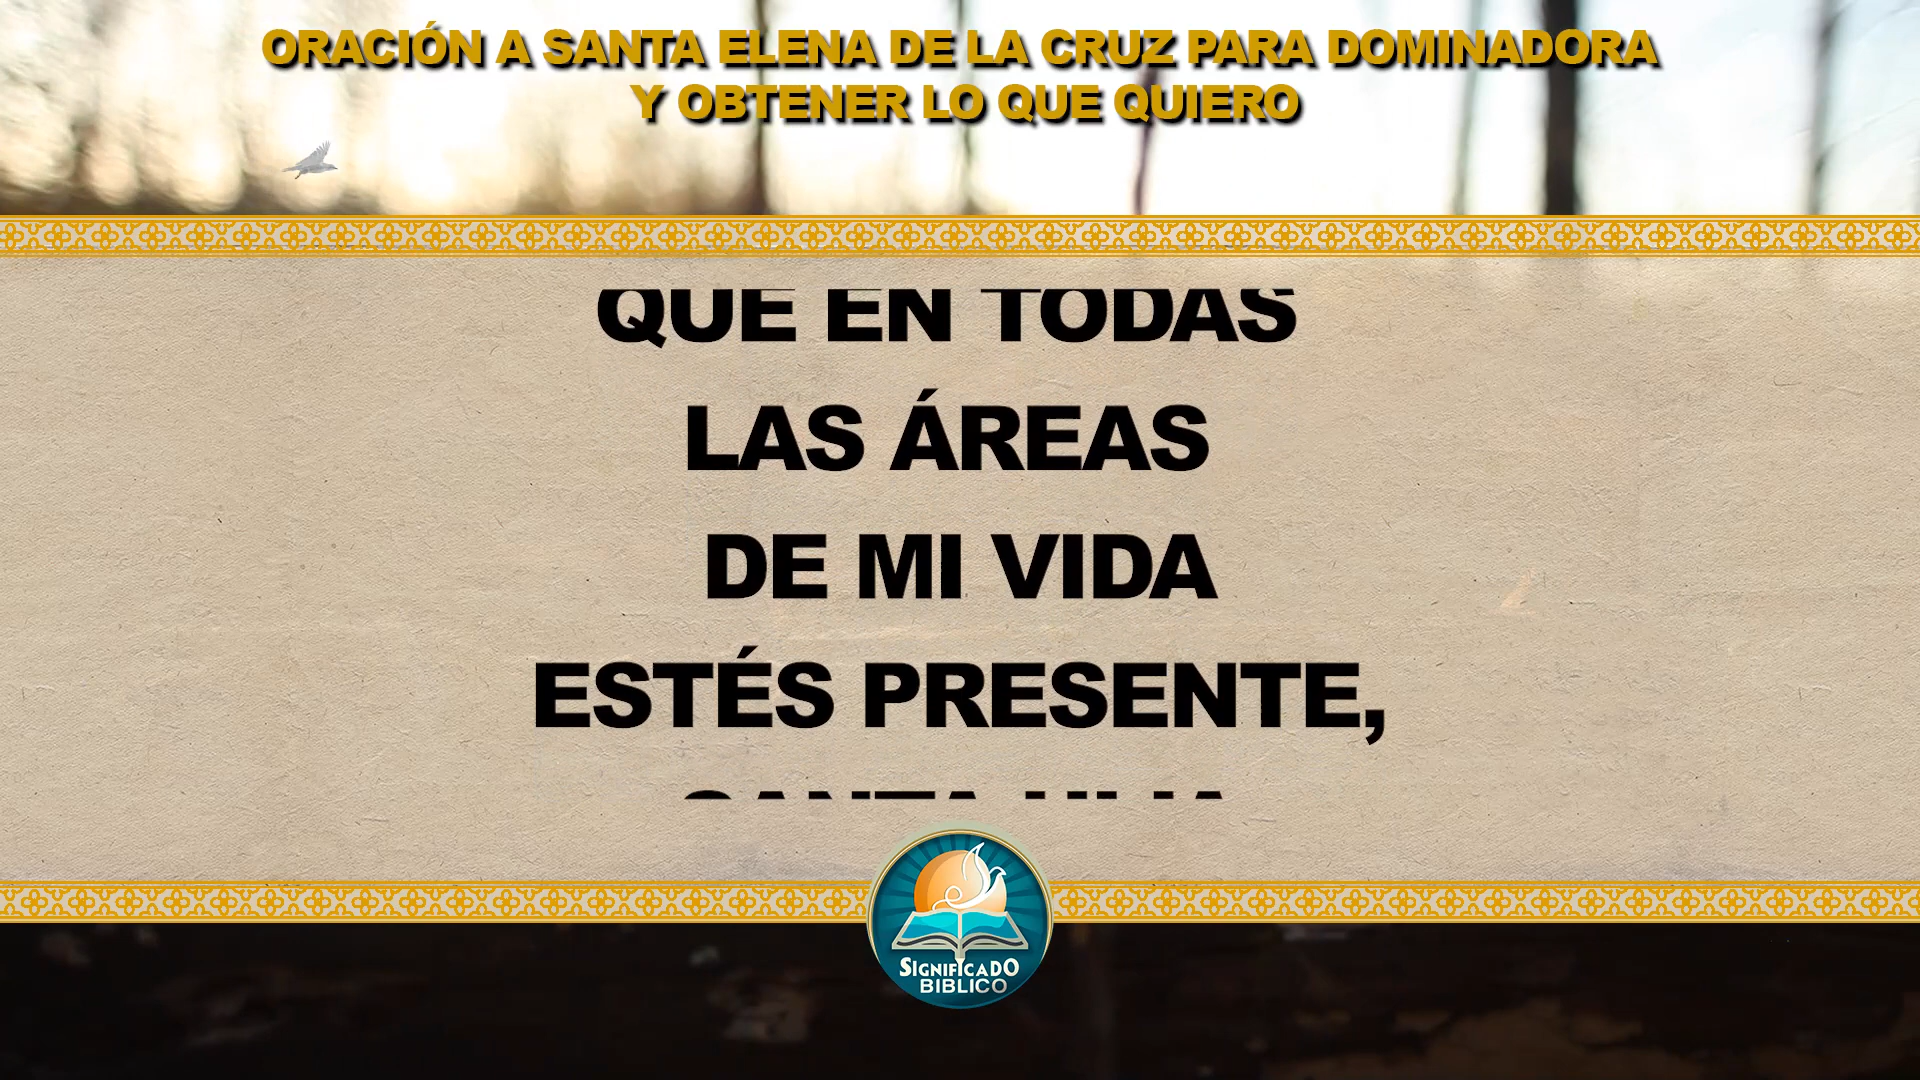 ORACIÓN A SANTA ELENA DE LA CRUZ PARA DOMINADORA
Y OBTENER LO QUE QUIERO
QUE EN TODAS
LAS ÁREAS
DE MI VIDA
ESTÉS PRESENTE,
SIGNIFICADO
BIBLICO